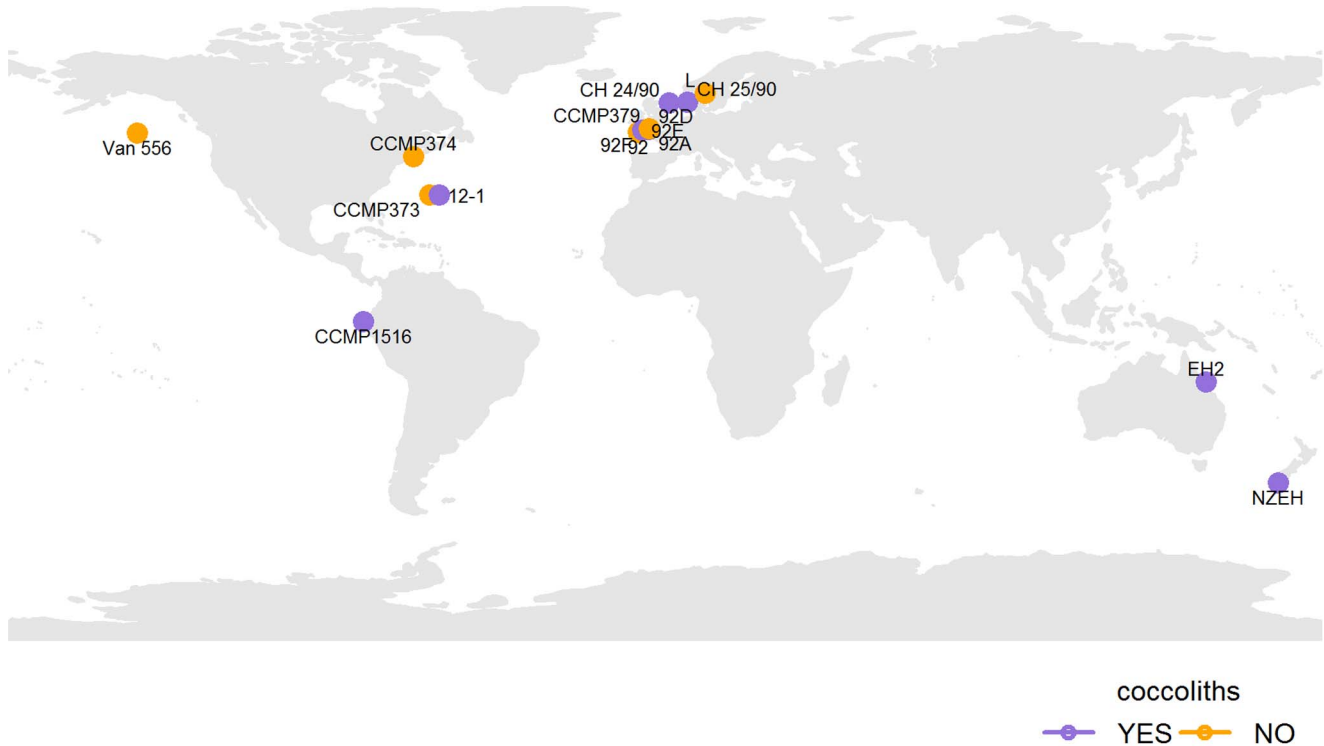 L
CH 24/90
CH 25/90
CCMP379
92D
92E
92F
92
92A
Van 556
CCMP374
12-1
CCMP373
CCMP1516
EH2
NZEH
coccoliths
YES NO